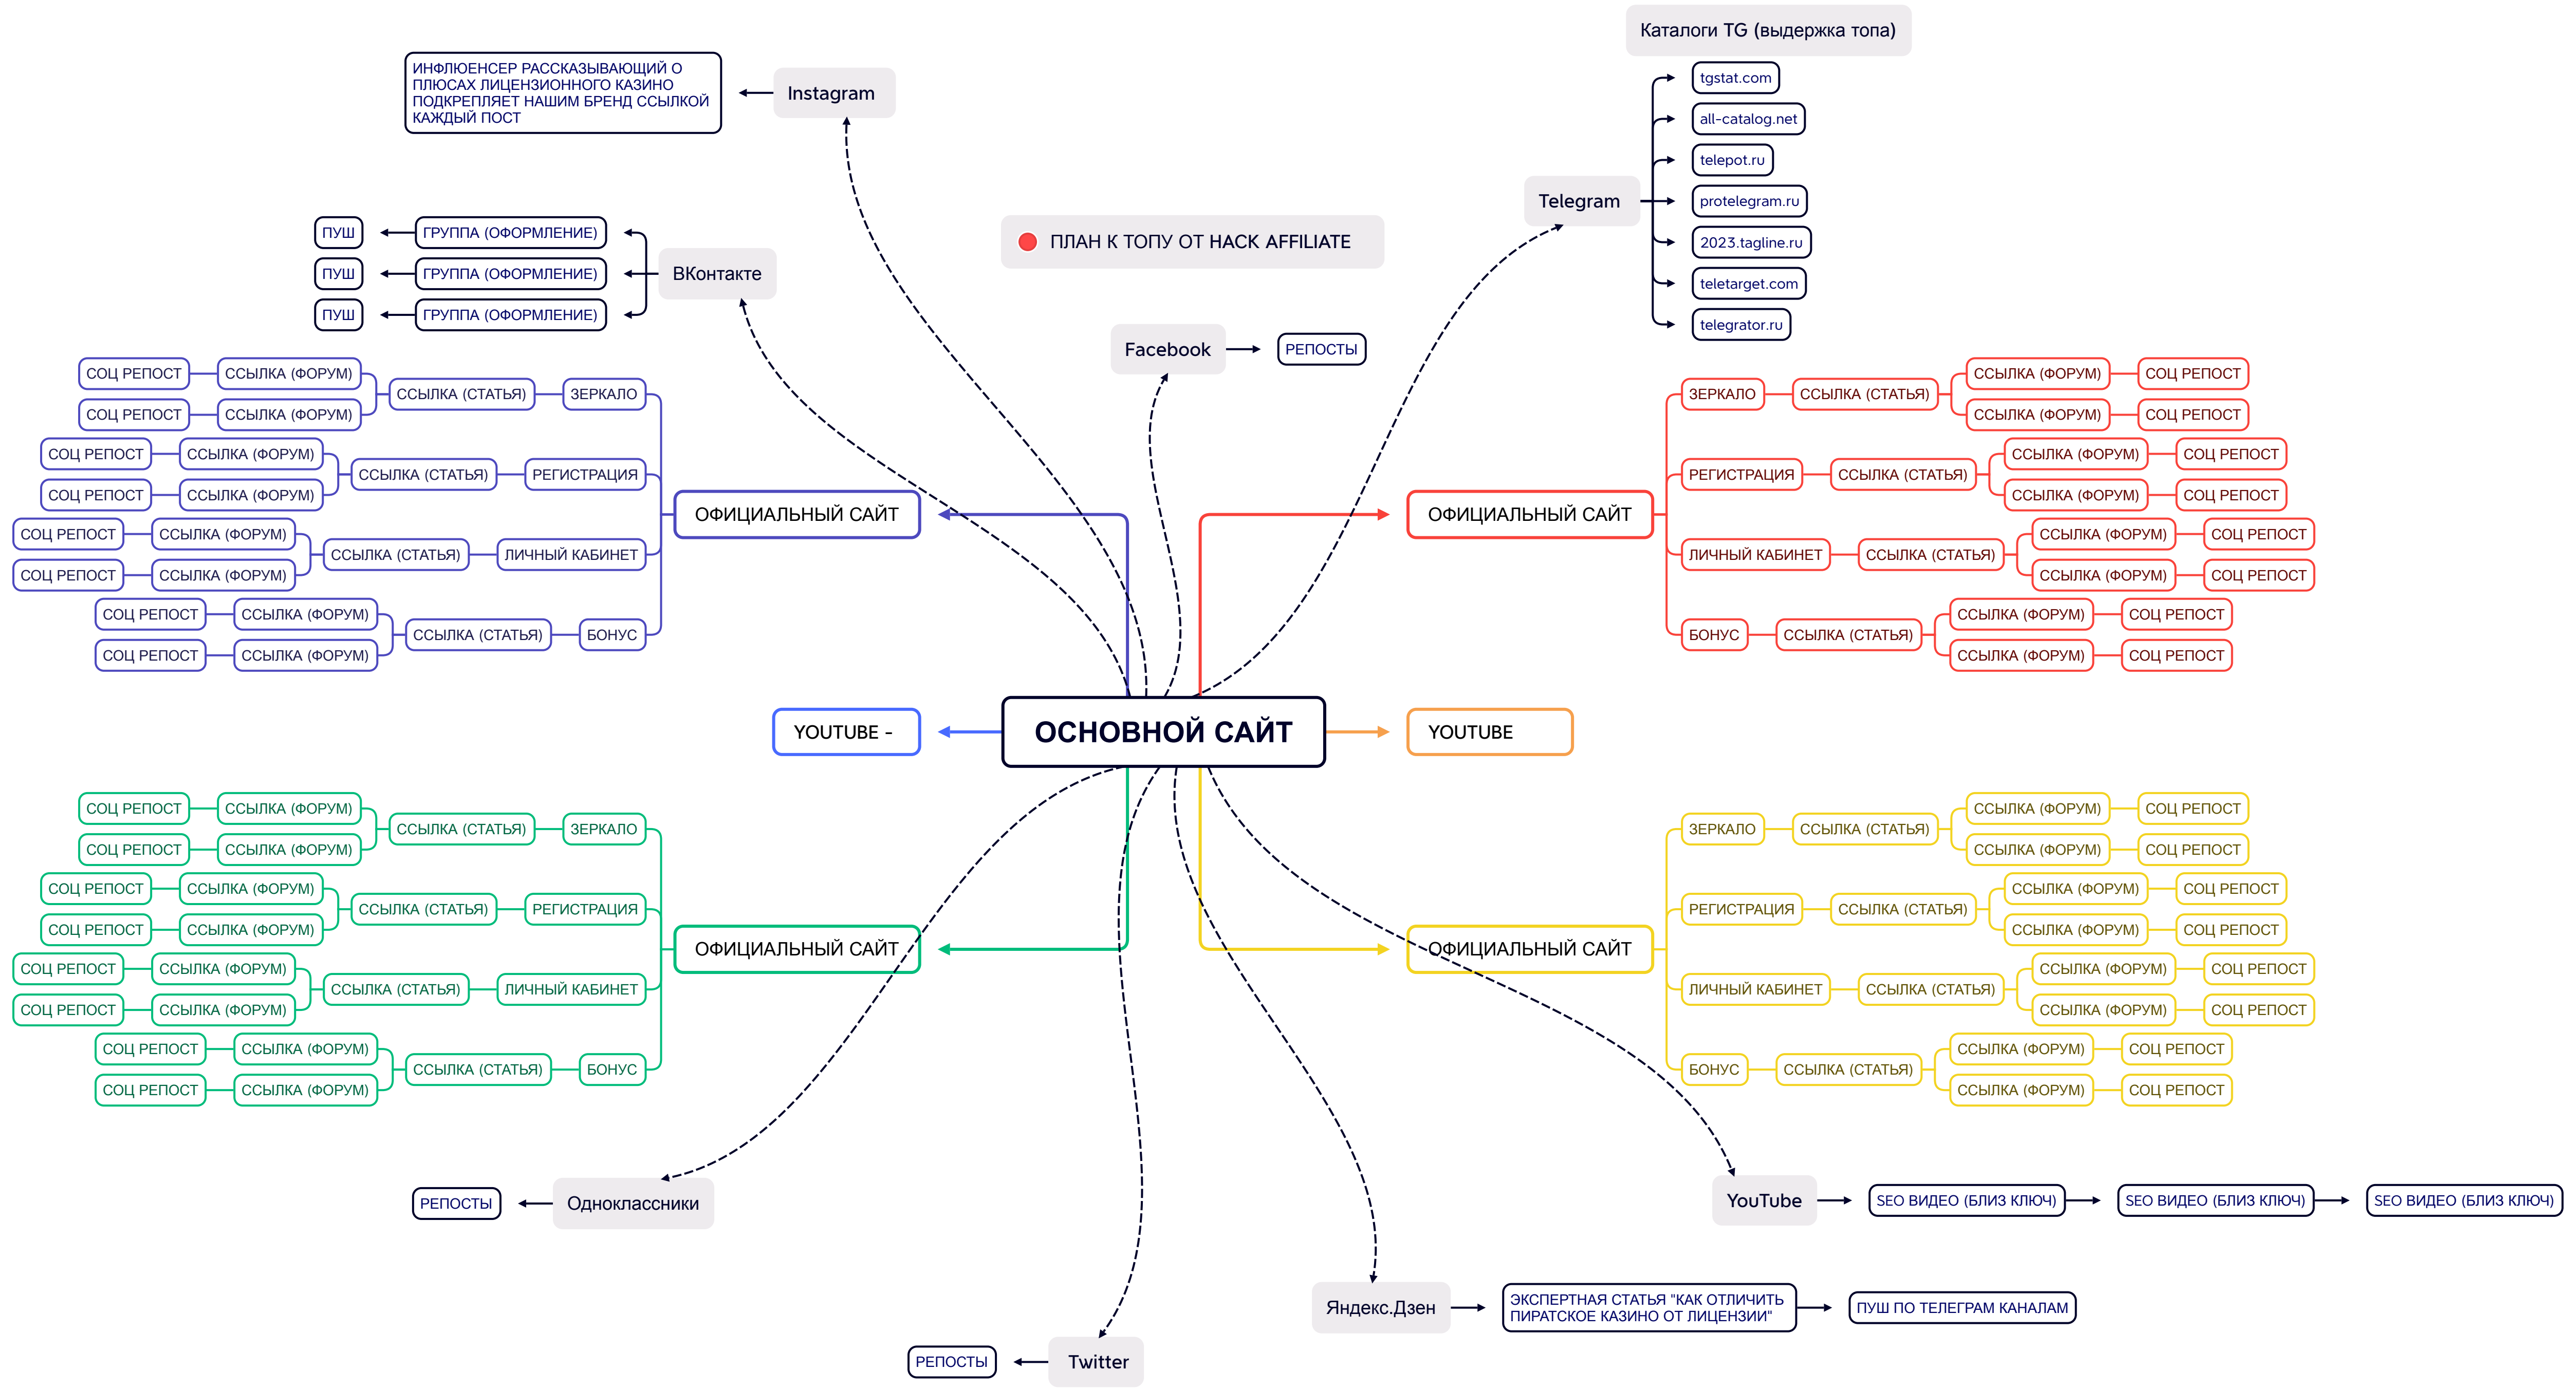 Каталоги TG (выдержка топа)
tgstat.com
all-catalog.net
telepot.ru
protelegram.ru
2023.tagline.ru
teletarget.com
telegrator.ru
Telegram
ИНФЛЮЕНСЕР РАССКАЗЫВАЮЩИЙ О
ПЛЮСАХ ЛИЦЕНЗИОННОГО КАЗИНО
ПОДКРЕПЛЯЕТ НАШИМ БРЕНД ССЫЛКОЙ
КАЖДЫЙ ПОСТ
Instagram
ПУШ
ГРУППА (ОФОРМЛЕНИЕ)
ПУШ
ГРУППА (ОФОРМЛЕНИЕ)
ПУШ
ГРУППА (ОФОРМЛЕНИЕ)
ВКонтакте
ПЛАН К ТОПУ ОТ HACK AFFILIATE
Facebook
РЕПОСТЫ
СОЦ РЕПОСТ
ССЫЛКА (ФОРУМ)
СОЦ РЕПОСТ
ССЫЛКА (ФОРУМ)
ССЫЛКА (СТАТЬЯ)
ЗЕРКАЛО
СОЦ РЕПОСТ
ССЫЛКА (ФОРУМ)
СОЦ РЕПОСТ
ССЫЛКА (ФОРУМ)
ССЫЛКА (СТАТЬЯ)
РЕГИСТРАЦИЯ
СОЦ РЕПОСТ
ССЫЛКА (ФОРУМ)
СОЦ РЕПОСТ
ССЫЛКА (ФОРУМ)
ССЫЛКА (СТАТЬЯ)
ЛИЧНЫЙ КАБИНЕТ
СОЦ РЕПОСТ
ССЫЛКА (ФОРУМ)
СОЦ РЕПОСТ
ССЫЛКА (ФОРУМ)
ССЫЛКА (СТАТЬЯ)
БОНУС
ОФИЦИАЛЬНЫЙ САЙТ
ОФИЦИАЛЬНЫЙ САЙТ
ЗЕРКАЛО
ССЫЛКА (СТАТЬЯ)
ССЫЛКА (ФОРУМ)
СОЦ РЕПОСТ
ССЫЛКА (ФОРУМ)
СОЦ РЕПОСТ
РЕГИСТРАЦИЯ
ССЫЛКА (СТАТЬЯ)
ССЫЛКА (ФОРУМ)
СОЦ РЕПОСТ
ССЫЛКА (ФОРУМ)
СОЦ РЕПОСТ
ЛИЧНЫЙ КАБИНЕТ
ССЫЛКА (СТАТЬЯ)
ССЫЛКА (ФОРУМ)
СОЦ РЕПОСТ
ССЫЛКА (ФОРУМ)
СОЦ РЕПОСТ
БОНУС
ССЫЛКА (СТАТЬЯ)
ССЫЛКА (ФОРУМ)
СОЦ РЕПОСТ
ССЫЛКА (ФОРУМ)
СОЦ РЕПОСТ
YOUTUBE -
ОСНОВНОЙ САЙТ
YOUTUBE
СОЦ РЕПОСТ
ССЫЛКА (ФОРУМ)
СОЦ РЕПОСТ
ССЫЛКА (ФОРУМ)
ССЫЛКА (СТАТЬЯ)
ЗЕРКАЛО
СОЦ РЕПОСТ
ССЫЛКА (ФОРУМ)
СОЦ РЕПОСТ
ССЫЛКА (ФОРУМ)
ССЫЛКА (СТАТЬЯ)
РЕГИСТРАЦИЯ
СОЦ РЕПОСТ
ССЫЛКА (ФОРУМ)
СОЦ РЕПОСТ
ССЫЛКА (ФОРУМ)
ССЫЛКА (СТАТЬЯ)
ЛИЧНЫЙ КАБИНЕТ
СОЦ РЕПОСТ
ССЫЛКА (ФОРУМ)
СОЦ РЕПОСТ
ССЫЛКА (ФОРУМ)
ССЫЛКА (СТАТЬЯ)
БОНУС
ОФИЦИАЛЬНЫЙ САЙТ
ОФИЦИАЛЬНЫЙ САЙТ
ЗЕРКАЛО
ССЫЛКА (СТАТЬЯ)
ССЫЛКА (ФОРУМ)
СОЦ РЕПОСТ
ССЫЛКА (ФОРУМ)
СОЦ РЕПОСТ
РЕГИСТРАЦИЯ
ССЫЛКА (СТАТЬЯ)
ССЫЛКА (ФОРУМ)
СОЦ РЕПОСТ
ССЫЛКА (ФОРУМ)
СОЦ РЕПОСТ
ЛИЧНЫЙ КАБИНЕТ
ССЫЛКА (СТАТЬЯ)
ССЫЛКА (ФОРУМ)
СОЦ РЕПОСТ
ССЫЛКА (ФОРУМ)
СОЦ РЕПОСТ
БОНУС
ССЫЛКА (СТАТЬЯ)
ССЫЛКА (ФОРУМ)
СОЦ РЕПОСТ
ССЫЛКА (ФОРУМ)
СОЦ РЕПОСТ
РЕПОСТЫ
Одноклассники
YouTube
SEO ВИДЕО (БЛИЗ КЛЮЧ)
SEO ВИДЕО (БЛИЗ КЛЮЧ)
SEO ВИДЕО (БЛИЗ КЛЮЧ)
Яндекс.Дзен
ЭКСПЕРТНАЯ СТАТЬЯ "КАК ОТЛИЧИТЬ
ПИРАТСКОЕ КАЗИНО ОТ ЛИЦЕНЗИИ"
ПУШ ПО ТЕЛЕГРАМ КАНАЛАМ
РЕПОСТЫ
Twitter